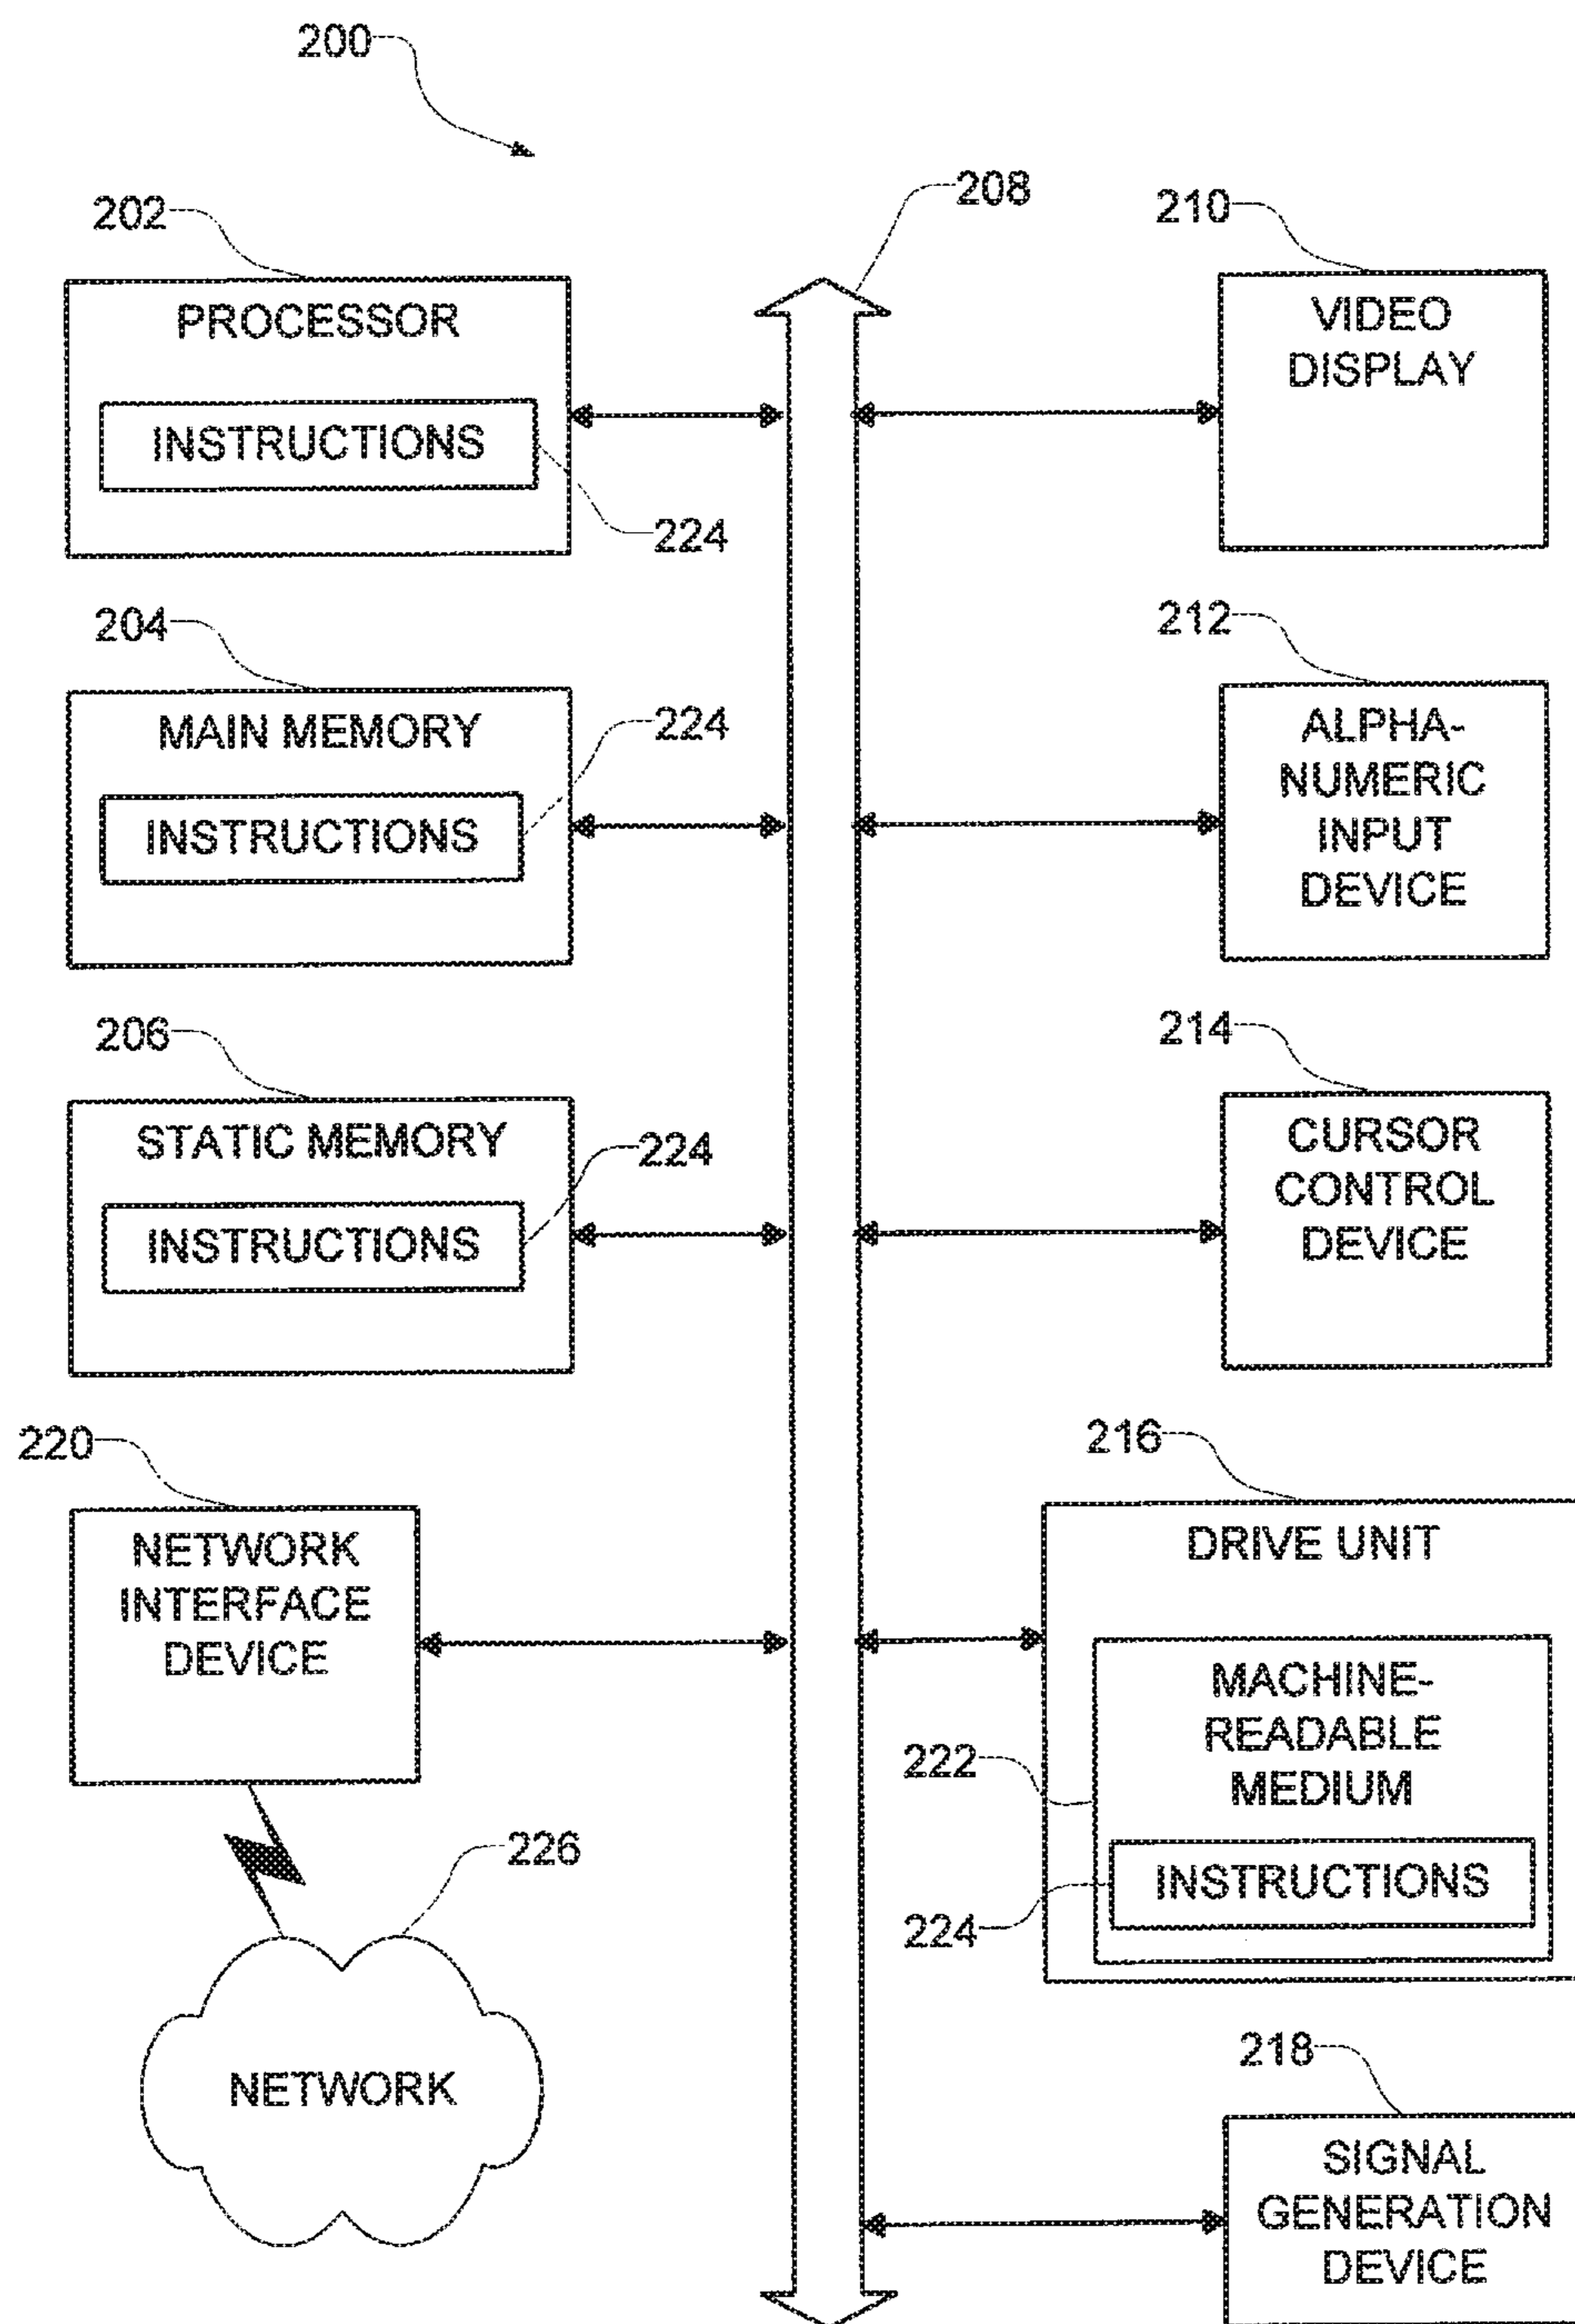 200
202
PROCESSOR
INSTRUCTIONS
224
204
MAIN MEMORY
INSTRUCTIONS
224
206
STATIC MEMORY
INSTRUCTIONS
224
220
NETWORK
INTERFACE
DEVICE
226
NETWORK
208
210
VIDEO
DISPLAY
212
ALPHA-
NUMERIC
INPUT
DEVICE
214
CURSOR
CONTROL
DEVICE
216
DRIVE UNIT
MACHINE-
READABLE
MEDIUM
222
INSTRUCTIONS
224
218
SIGNAL
GENERATION
DEVICE